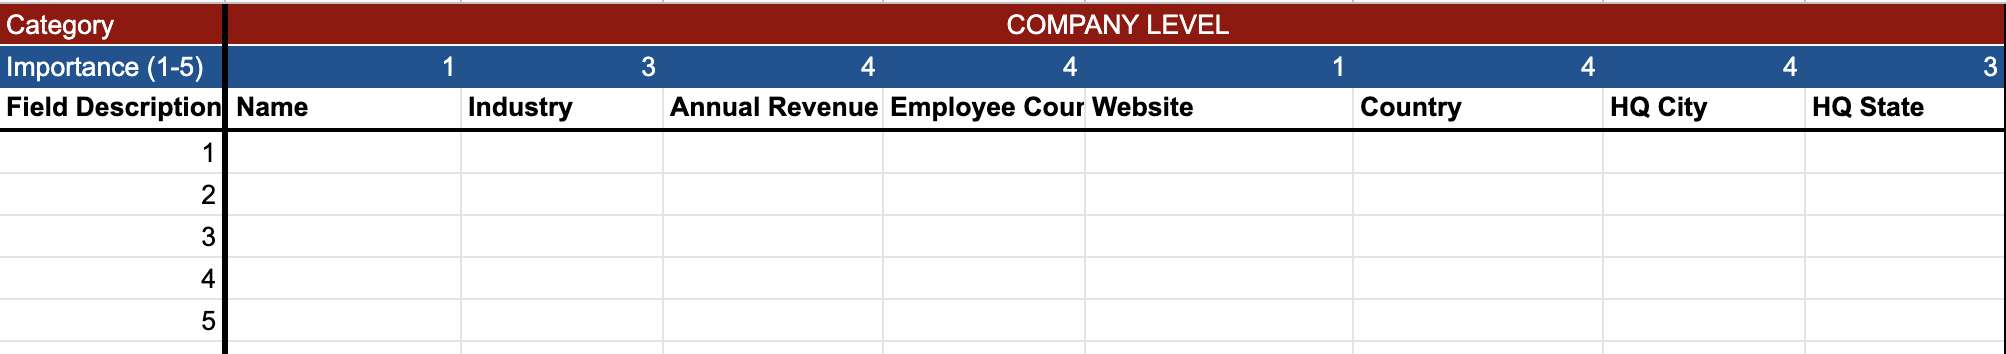 Category COMPANY LEVEL
Importance (1-5) 1 3 4 4 1 4 4 3
Field Description Name Industry Annual Revenue Employee Cour Website Country HQ City HQ State
1
2
3
4
5